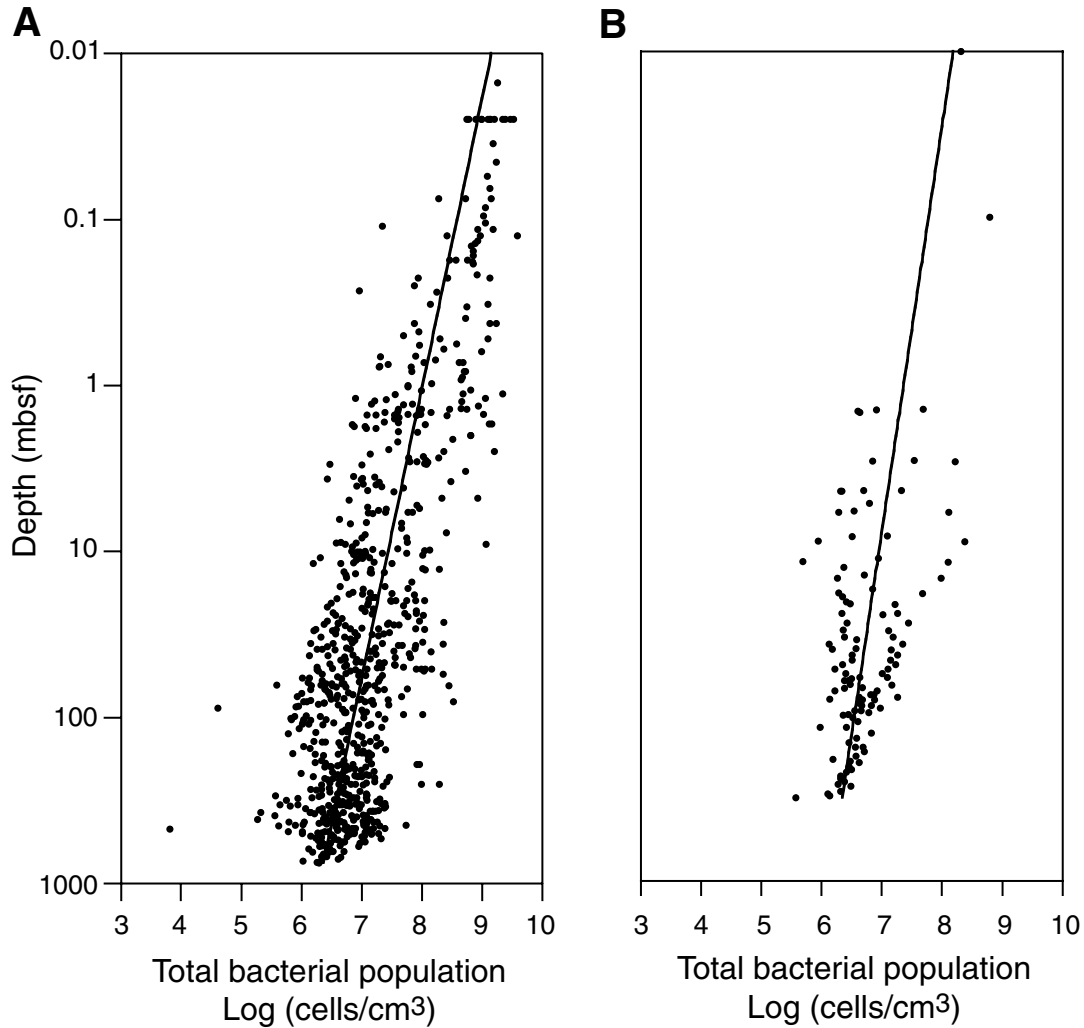 A
B
0.01
0.1
1
10
100
1000
Depth (mbsf)
3 4 5 6 7 8 9 10
Total bacterial population
Log (cells/cm3)
3 4 5 6 7 8 9 10
Total bacterial population
Log (cells/cm3)